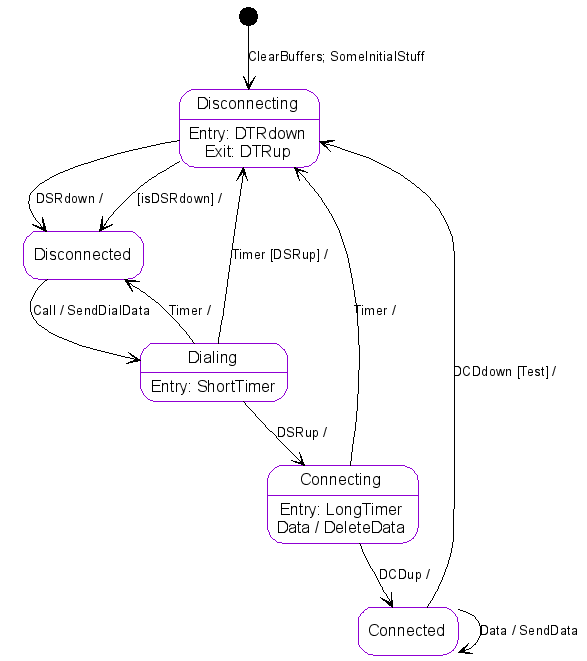 ClearBuffers; SomeInitialStuff
Disconnecting
Entry: DTRdown
Exit: DTRup
DSRdown /
[isDSRdown] /
Disconnected
Timer [DSRup] /
Call / SendDialData
Timer /
Timer /
Dialing
Entry: ShortTimer
DCDdown [Test] /
DSRup /
Connecting
Entry: LongTimer
Data / DeleteData
DCDup /
Connected
Data / SendData